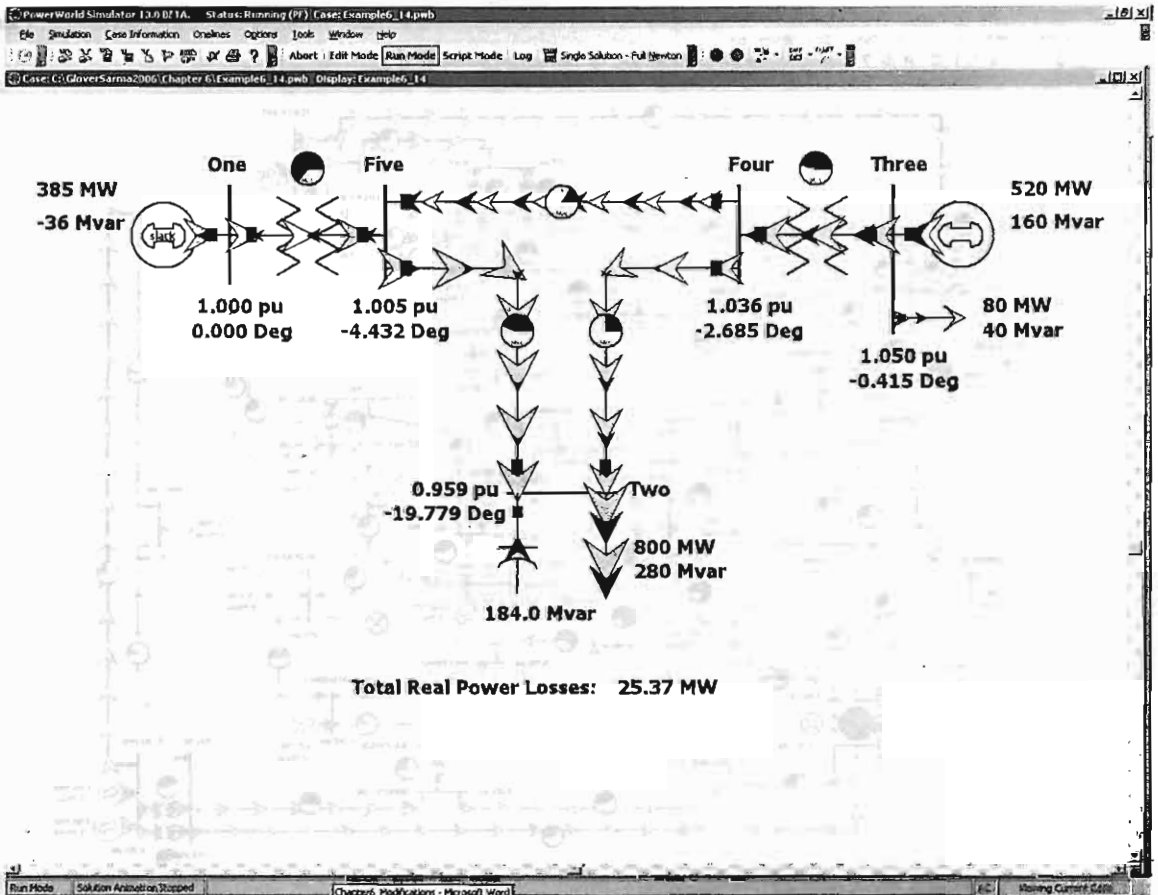 PowerWorld Simulator 13.0 BETA. Status: Running (PF) Case: Example6_14.pwb
File Simulation Case Information Onelines Options Tools Window Help
Abort Edit Mode Run Mode Script Mode Log Single Solution - Full Newton
Case: C:\GloverSarma2006\Chapter 6\Example6_14.pwb Display: Example6_14
One Five Four Three
385 MW
-36 Mvar
slack
520 MW
160 Mvar
1.000 pu
0.000 Deg
1.005 pu
-4.432 Deg
1.036 pu
-2.685 Deg
80 MW
40 Mvar
1.050 pu
-0.415 Deg
0.959 pu
-19.779 Deg
Two
800 MW
280 Mvar
184.0 Mvar
Total Real Power Losses: 25.37 MW
Run Mode Solution Animation Stopped Viewing Current Case
Chapter6_Modifications - Microsoft Word